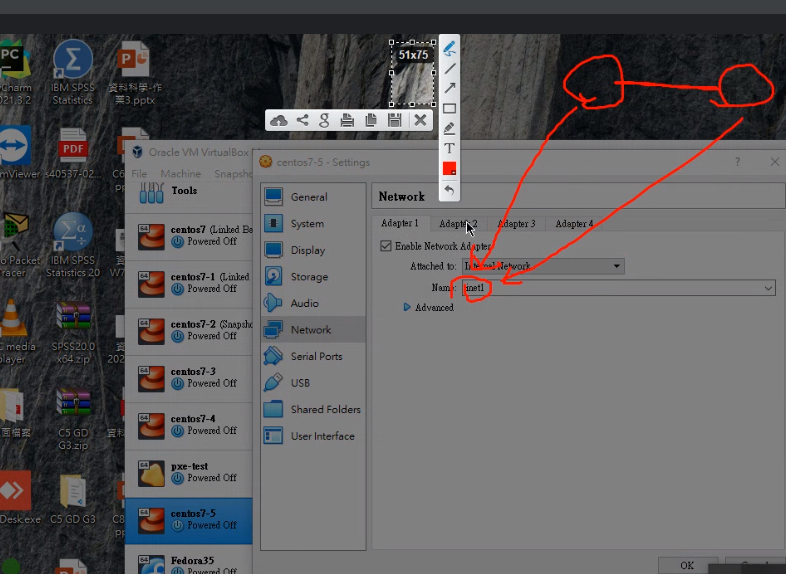 51x75
PC
Charm
021.3.2
IBM SPSS
Statistics
資料科學-作
業3.pptx
mViewer
PDF
s40537-02...
o Packet
racer
IBM SPSS
Statistics 20
media
player
SPSS20.0
x64.zip
面檔案
C5 GD
G3.zip
Desk.exe
C5 GD G3
Oracle VM VirtualBox
File Machine Snapsho
Tools
centos7 (Linked Ba
Powered Off
centos7-1 (Linked
Powered Off
centos7-2 (Snapsho
Powered Off
centos7-3
Powered Off
centos7-4
Powered Off
pxe-test
Powered Off
centos7-5
Powered Off
Fedora35
Powered Off
centos7-5 - Settings
? ×
General
System
Display
Storage
Audio
Network
Serial Ports
USB
Shared Folders
User Interface
Network
Adapter 1 Adapter 2 Adapter 3 Adapter 4
Enable Network Adapter
Attached to: Internal Network
Name: inet1
Advanced
OK